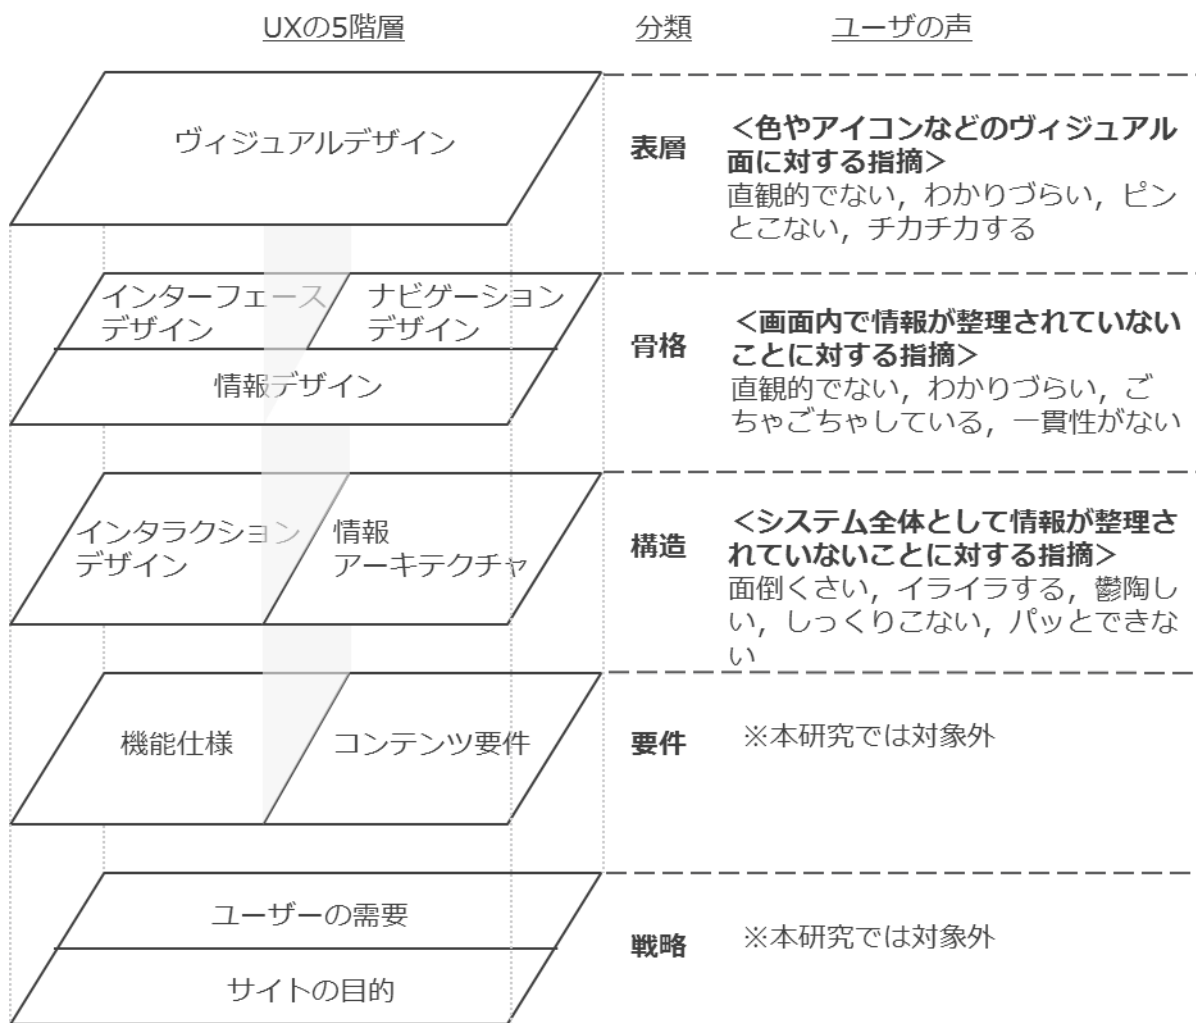 UXの5階層
分類
ユーザの声
ヴィジュアルデザイン
表層
＜色やアイコンなどのヴィジュアル
面に対する指摘＞
直観的でない，わかりづらい，ピン
とこない，チカチカする
インターフェース
デザイン
ナビゲーション
デザイン
情報デザイン
骨格
＜画面内で情報が整理されていない
ことに対する指摘＞
直観的でない，わかりづらい，ご
ちゃごちゃしている，一貫性がない
インタラクション
デザイン
情報
アーキテクチャ
構造
＜システム全体として情報が整理さ
れていないことに対する指摘＞
面倒くさい，イライラする，鬱陶し
い，しっくりこない，パッとできな
い
機能仕様
コンテンツ要件
要件
※本研究では対象外
ユーザーの需要
サイトの目的
戦略
※本研究では対象外